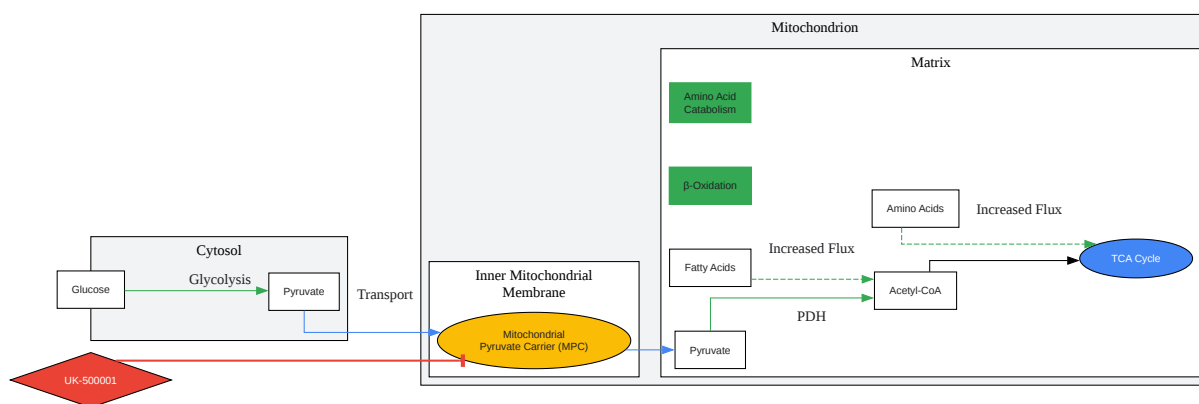 Mitochondrion
Matrix
Amino Acid
Catabolism
β-Oxidation
Amino Acids
Increased Flux
Cytosol
Increased Flux
TCA Cycle
Fatty Acids
Inner Mitochondrial
Membrane
Glycolysis
Glucose
Pyruvate
Transport
Acetyl-CoA
PDH
Mitochondrial
Pyruvate Carrier (MPC)
Pyruvate
UK-500001